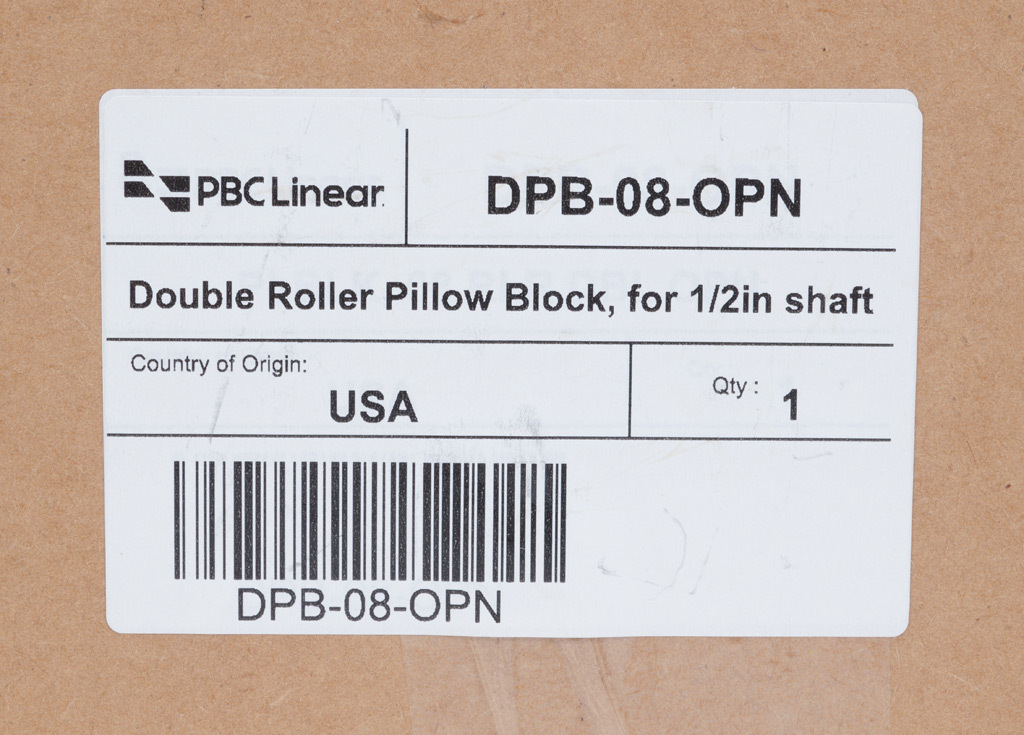 PBC Linear
DPB-08-OPN
Double Roller Pillow Block, for 1/2in shaft
Country of Origin:
USA
Qty : 1
DPB-08-OPN